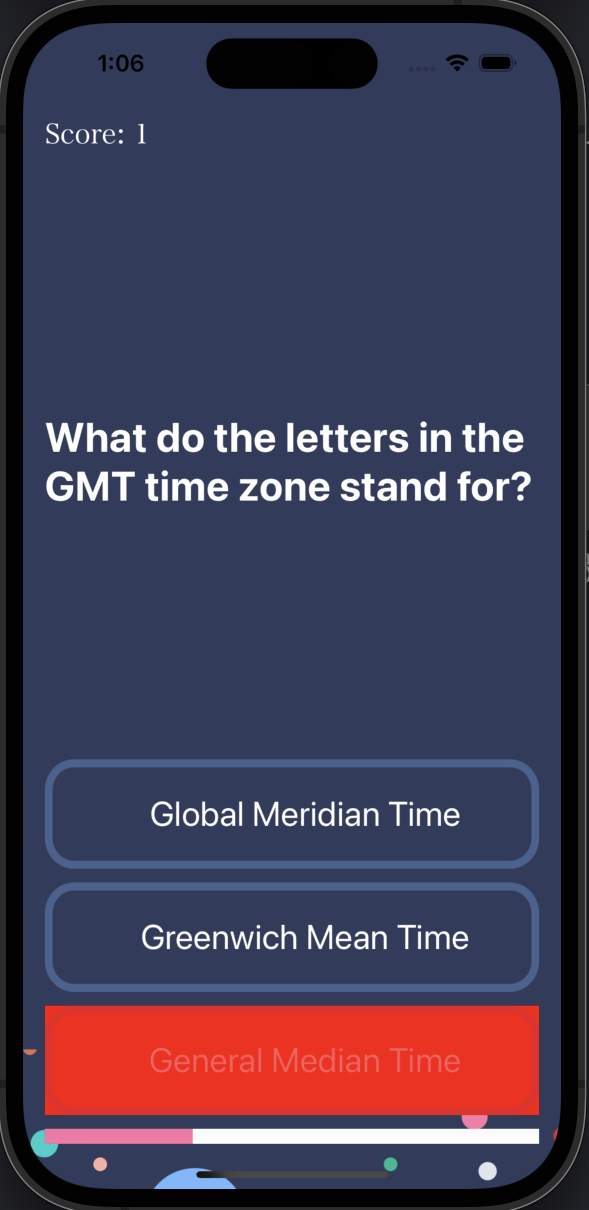 1:06
Score: 1
What do the letters in the
GMT time zone stand for?
Global Meridian Time
Greenwich Mean Time
General Median Time